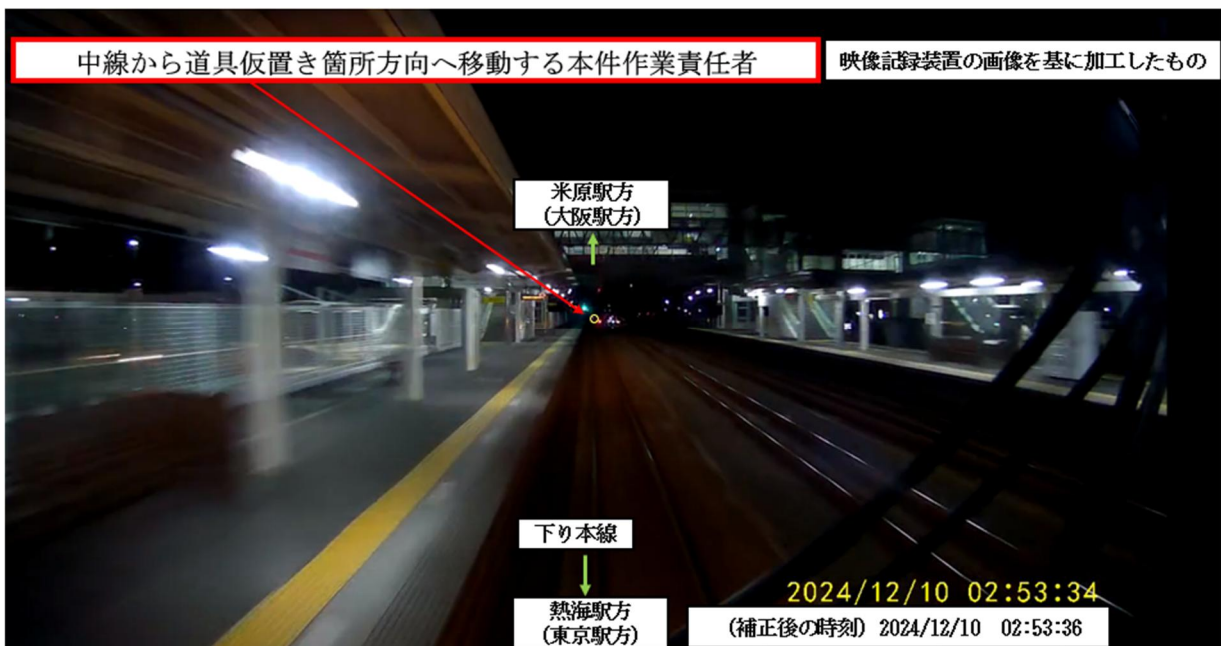 中線から道具仮置き箇所方向へ移動する本件作業責任者
映像記録装置の画像を基に加工したもの
米原駅方
(大阪駅方)
下り本線
熱海駅方
(東京駅方)
2024/12/10 02:53:34
(補正後の時刻) 2024/12/10 02:53:36